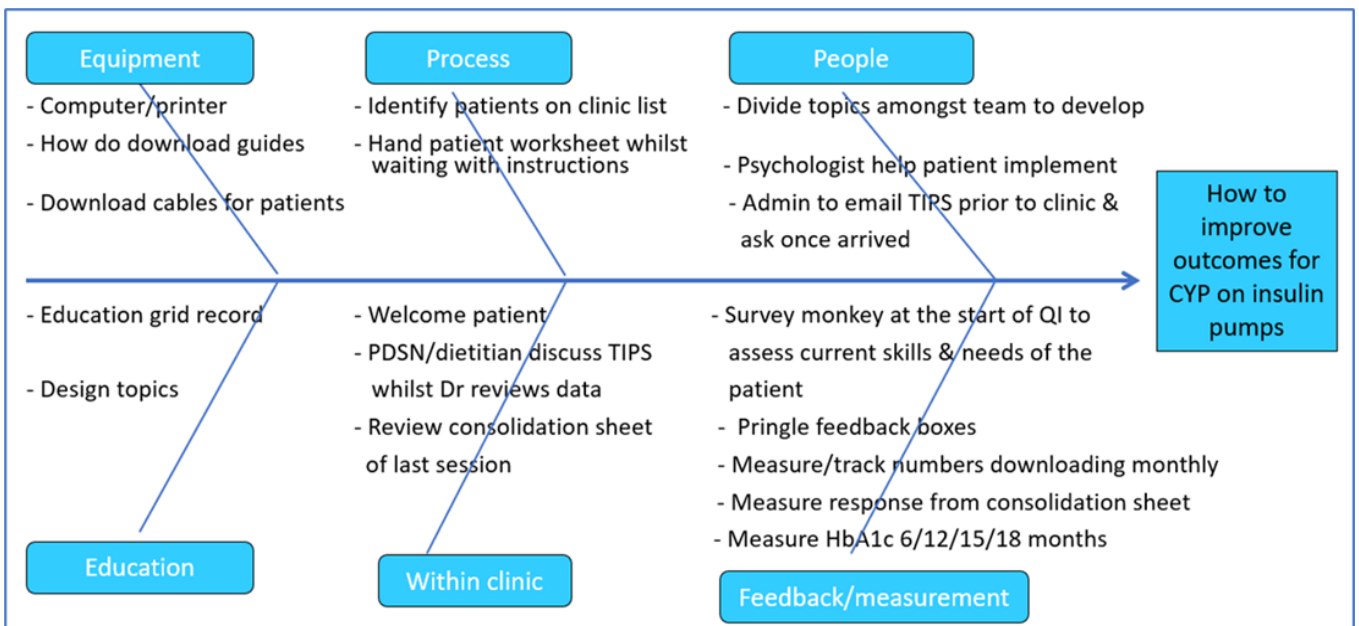 Equipment
- Computer/printer
- How do download guides
- Download cables for patients
Process
- Identify patients on clinic list
- Hand patient worksheet whilst
waiting with instructions
People
- Divide topics amongst team to develop
- Psychologist help patient implement
- Admin to email TIPS prior to clinic &
ask once arrived
How to
improve
outcomes for
CYP on insulin
pumps
- Education grid record
- Design topics
Education
- Welcome patient
- PDSN/dietitian discuss TIPS
whilst Dr reviews data
- Review consolidation sheet
of last session
Within clinic
- Survey monkey at the start of QI to
assess current skills & needs of the
patient
- Pringle feedback boxes
- Measure/track numbers downloading monthly
- Measure response from consolidation sheet
- Measure HbA1c 6/12/15/18 months
Feedback/measurement